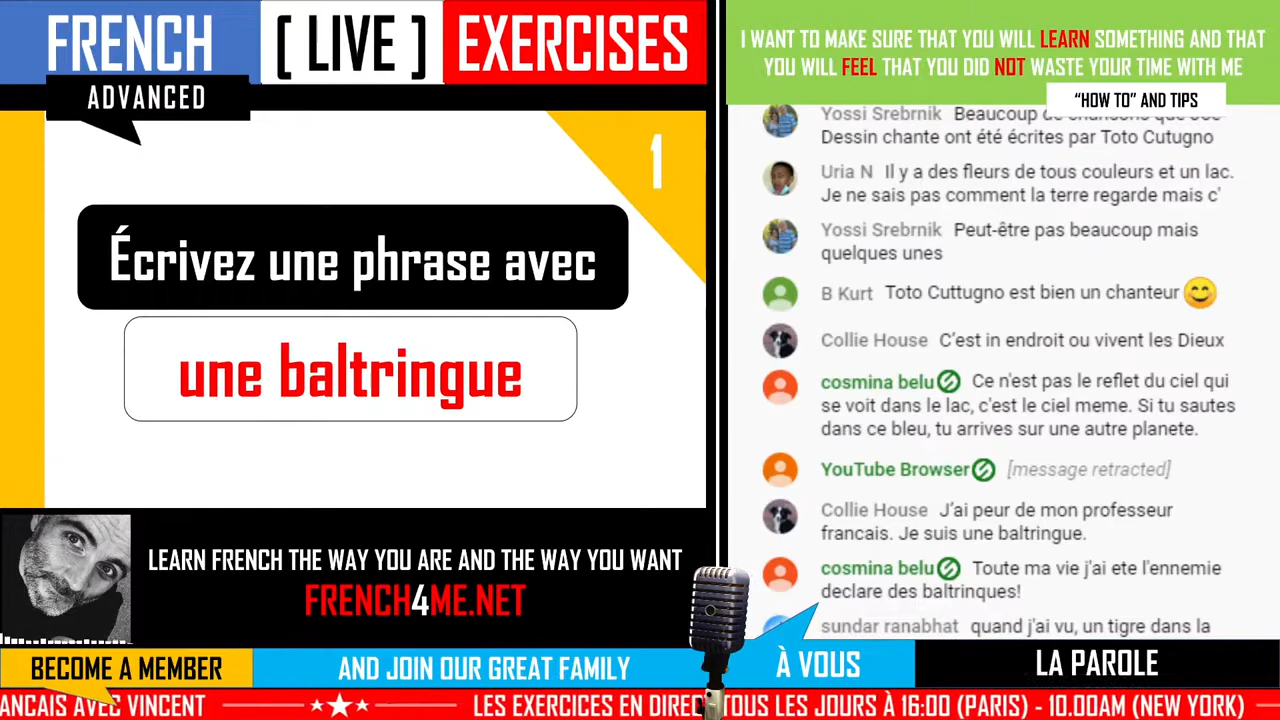 FRENCH [ LIVE ] EXERCISES
ADVANCED
1
Écrivez une phrase avec
une baltringue
LEARN FRENCH THE WAY YOU ARE AND THE WAY YOU WANT
FRENCH4ME.NET
BECOME A MEMBER
AND JOIN OUR GREAT FAMILY
I WANT TO MAKE SURE THAT YOU WILL LEARN SOMETHING AND THAT
YOU WILL FEEL THAT YOU DID NOT WASTE YOUR TIME WITH ME
“HOW TO” AND TIPS
Yossi Srebrnik Beaucoup de chansons que Joe
Dessin chante ont été écrites par Toto Cutugno
Uria N Il y a des fleurs de tous couleurs et un lac.
Je ne sais pas comment la terre regarde mais c'
Yossi Srebrnik Peut-être pas beaucoup mais
quelques unes
B Kurt Toto Cuttugno est bien un chanteur 😊
Collie House C’est in endroit ou vivent les Dieux
cosmina belu Ce n'est pas le reflet du ciel qui
se voit dans le lac, c'est le ciel meme. Si tu sautes
dans ce bleu, tu arrives sur une autre planete.
YouTube Browser [message retracted]
Collie House J’ai peur de mon professeur
francais. Je suis une baltringue.
cosmina belu Toute ma vie j'ai ete l'ennemie
declare des baltrinques!
sundar ranabhat quand j'ai vu, un tigre dans la
À VOUS
LA PAROLE
ANCAIS AVEC VINCENT
LES EXERCICES EN DIREC TOUS LES JOURS À 16:00 (PARIS) - 10.00AM (NEW YORK)